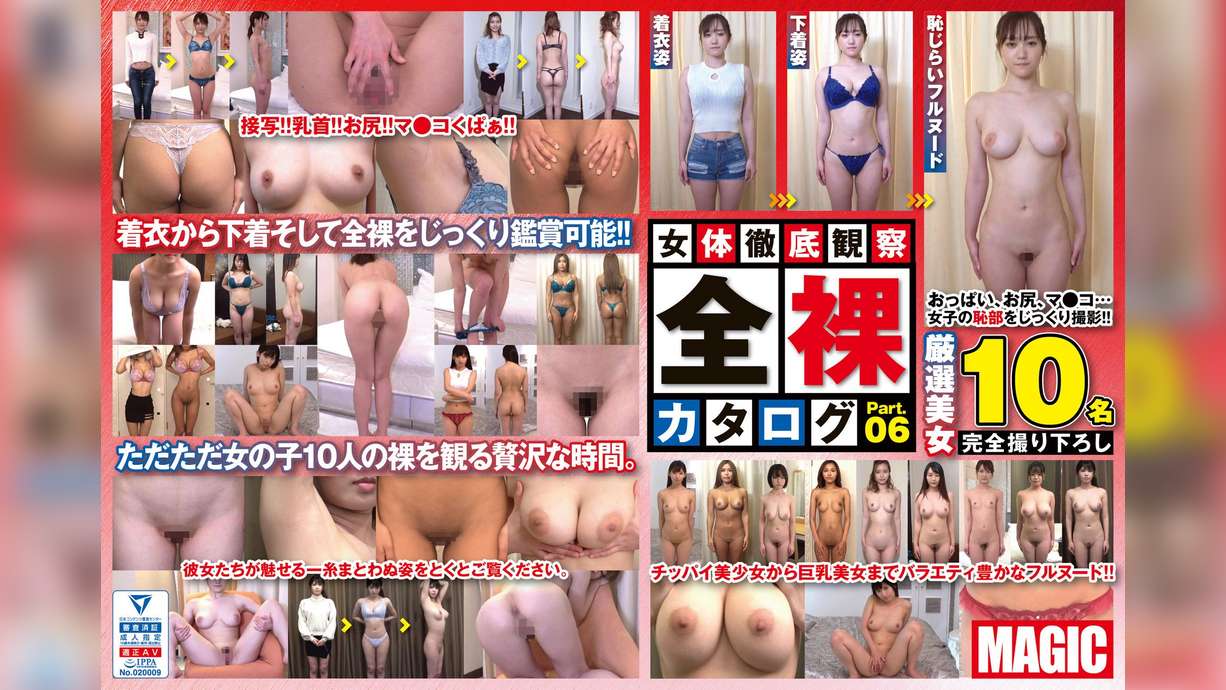 接写!!乳首!!お尻!!マ●コくぱぁ!!
着衣から下着そして全裸をじっくり鑑賞可能!!
ただただ女の子10人の裸を観る贅沢な時間。
彼女たちが魅せる一糸まとわぬ姿をとくとご覧ください。
審査済証
成人指定
適正AV
IPPA
No.020009
着衣姿
下着姿
恥じらいフルヌード
女体徹底観察
全裸
カタログ
Part.
06
おっぱい、お尻、マ●コ…
女子の恥部をじっくり撮影!!
厳選美女
10名
完全撮り下ろし
チッパイ美少女から巨乳美女までバラエティ豊かなフルヌード!!
MAGIC